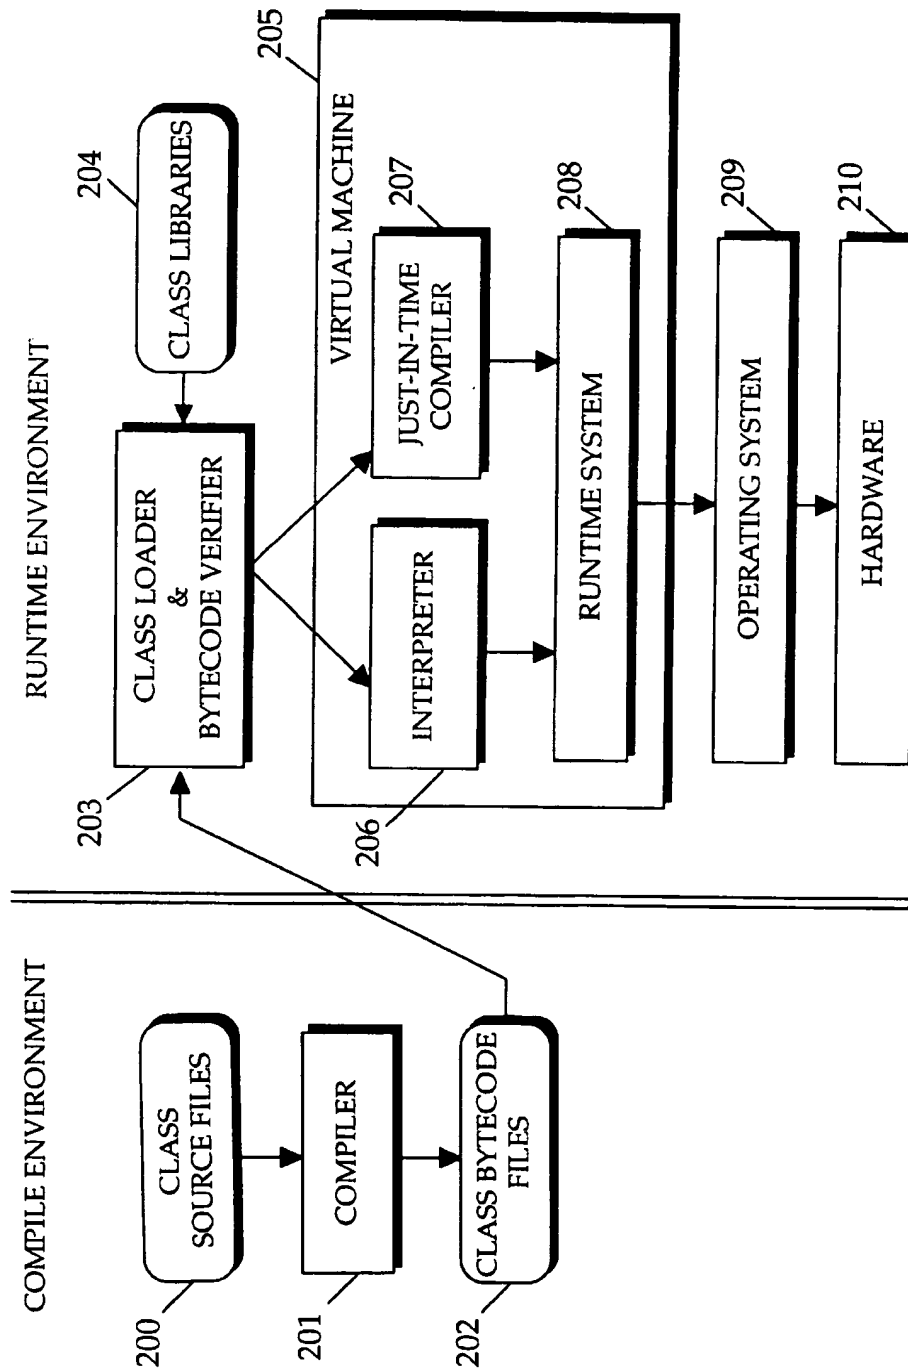 COMPILE ENVIRONMENT
200
CLASS
SOURCE FILES
201
COMPILER
202
CLASS BYTECODE
FILES
RUNTIME ENVIRONMENT
203
CLASS LOADER
&
BYTECODE VERIFIER
204
CLASS LIBRARIES
205
VIRTUAL MACHINE
206
INTERPRETER
207
JUST-IN-TIME
COMPILER
208
RUNTIME SYSTEM
209
OPERATING SYSTEM
210
HARDWARE